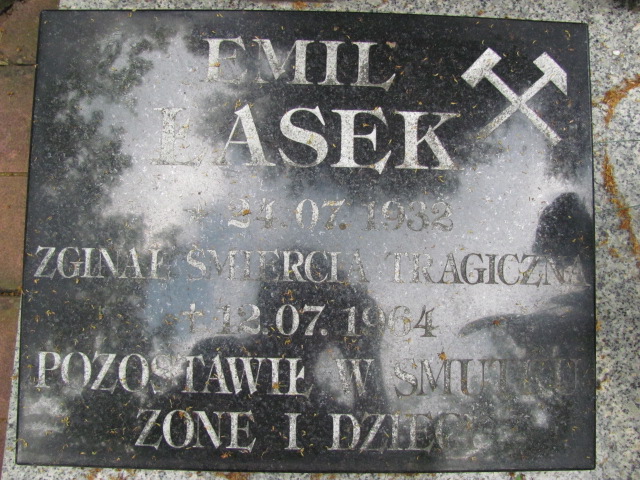 EMIL
LASEK
* 24.07.1932
ZGINAŁ ŚMIERCIĄ TRAGICZNĄ
† 12.07.1964
POZOSTAWIŁ W SMUTKU
ŻONĘ I DZIECI